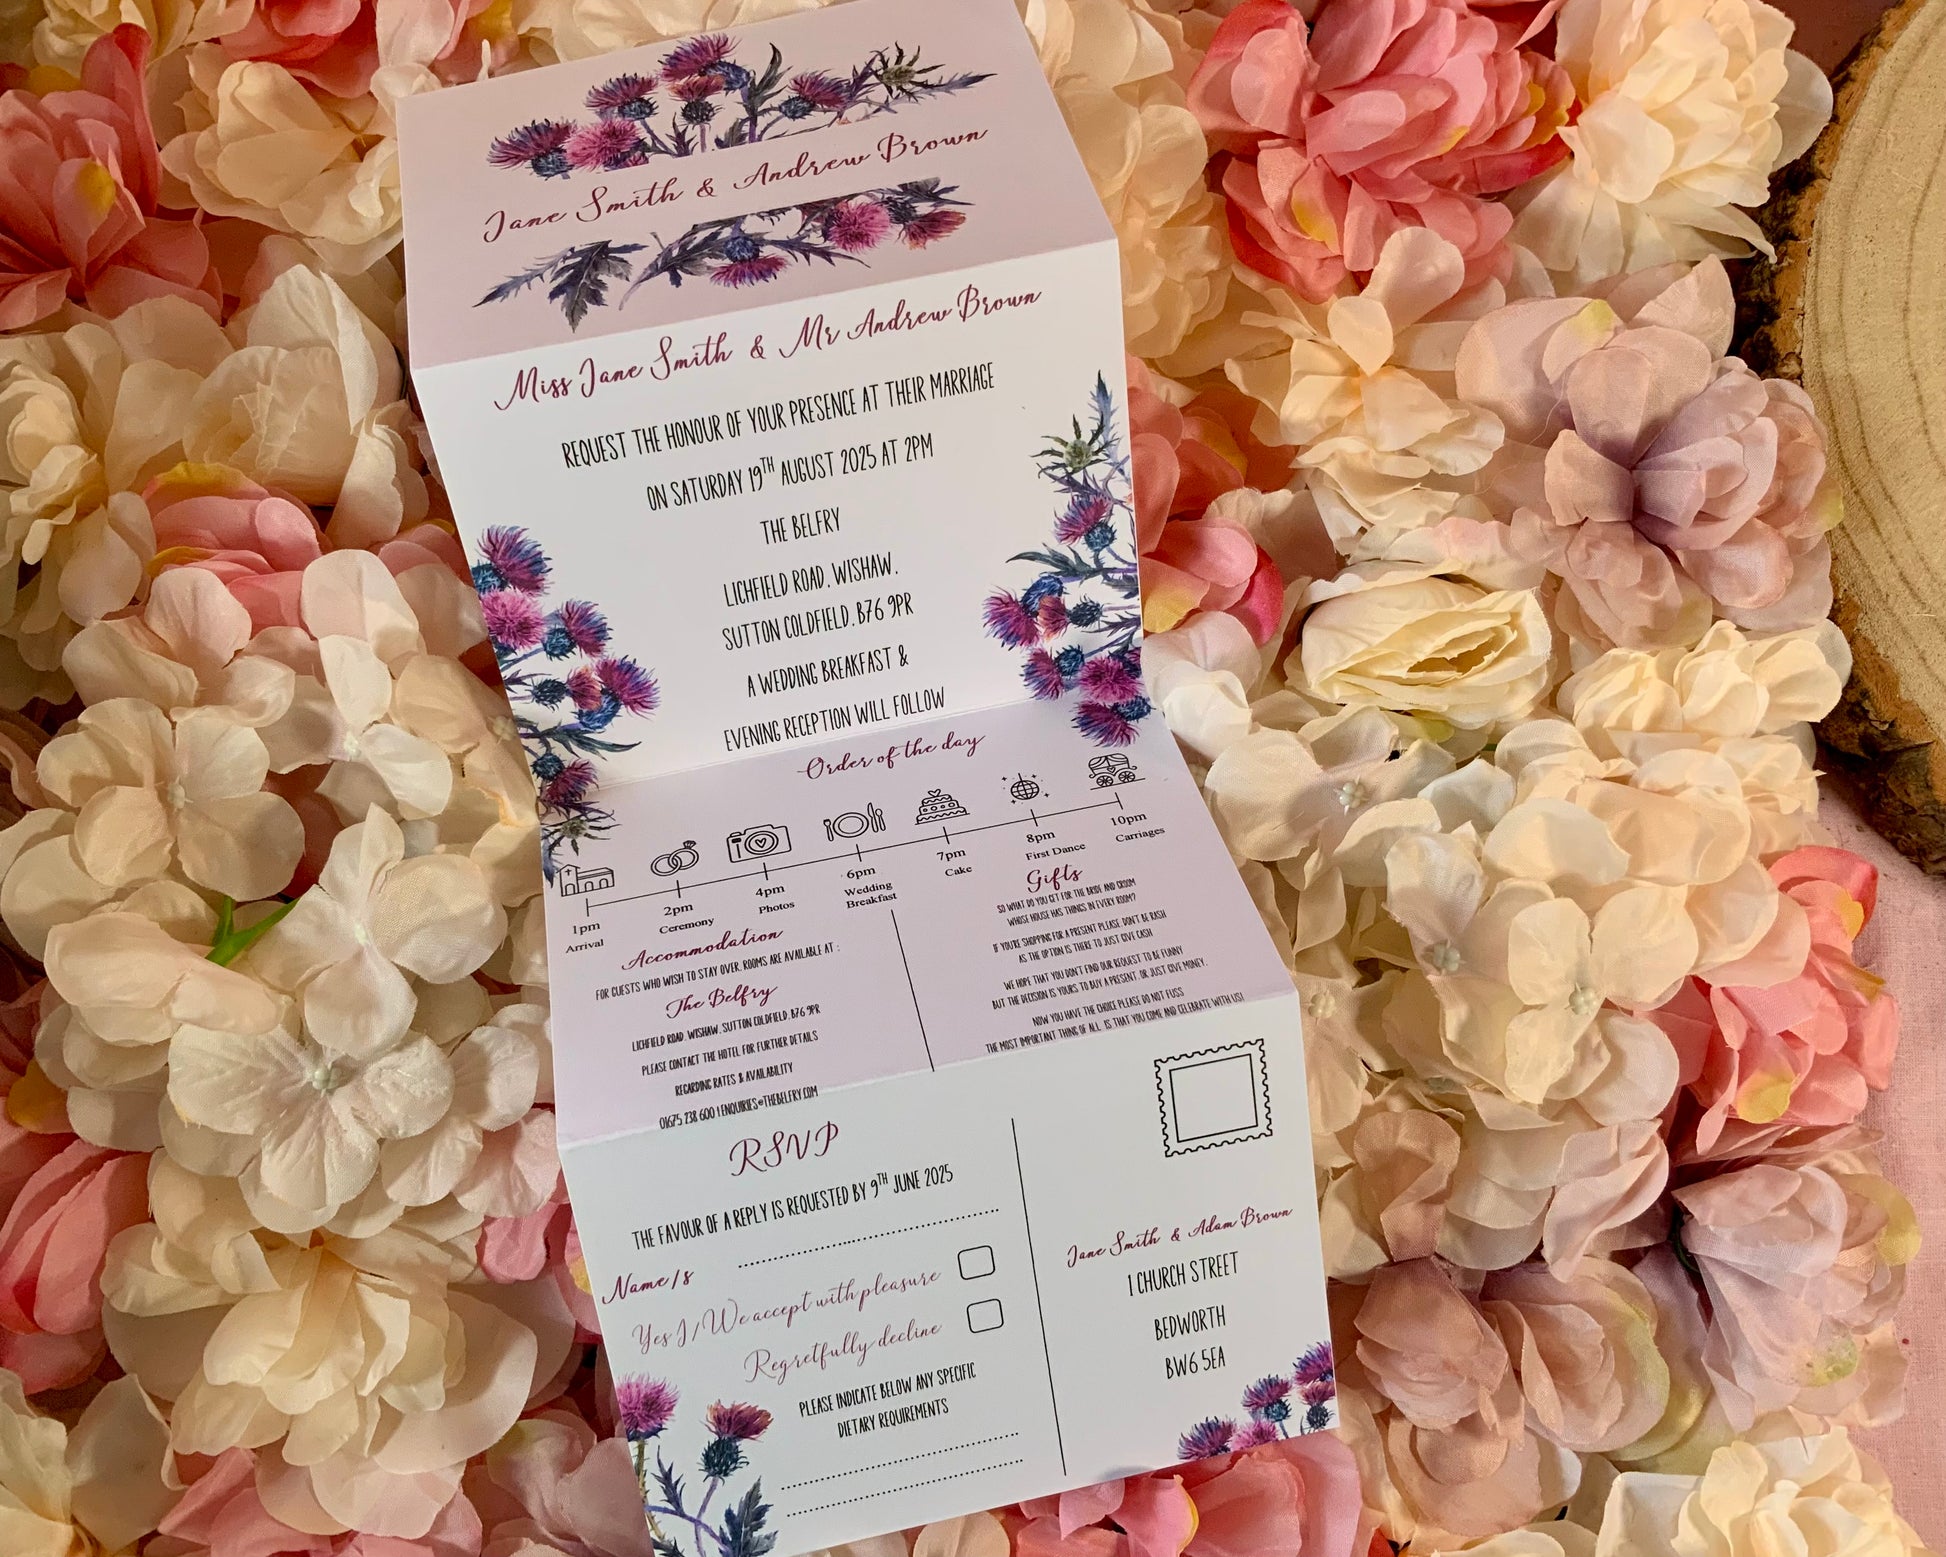 Jane Smith & Andrew Brown
Miss Jane Smith & Mr Andrew Brown
REQUEST THE HONOUR OF YOUR PRESENCE AT THEIR MARRIAGE
ON SATURDAY 19TH AUGUST 2025 AT 2PM
THE BELFRY
LICHFIELD ROAD, WISHAW,
SUTTON COLDFIELD, B76 9PR
A WEDDING BREAKFAST &
EVENING RECEPTION WILL FOLLOW
Order of the day
1pm
Arrival
2pm
Ceremony
4pm
Photos
6pm
Wedding
Breakfast
7pm
Cake
8pm
First Dance
10pm
Carriages
Accommodation
FOR GUESTS WHO WISH TO STAY OVER, ROOMS ARE AVAILABLE AT :
The Belfry
LICHFIELD ROAD, WISHAW, SUTTON COLDFIELD, B76 9PR
PLEASE CONTACT THE HOTEL FOR FURTHER DETAILS
REGARDING RATES & AVAILABILITY
01675 238 600 | ENQUIRIES@THEBELFRY.COM
Gifts
SO WHAT DO YOU GET FOR THE BRIDE AND GROOM
WHOSE HOUSE HAS THINGS IN EVERY ROOM?
IF YOU'RE SHOPPING FOR A PRESENT PLEASE, DON'T BE RASH
AS THE OPTION IS THERE TO JUST GIVE CASH
WE HOPE THAT YOU DON'T FIND OUR REQUEST TO BE FUNNY
BUT THE DECISION IS YOURS TO BUY A PRESENT, OR JUST GIVE MONEY.
NOW YOU HAVE THE CHOICE PLEASE DO NOT FUSS
THE MOST IMPORTANT THING OF ALL, IS THAT YOU COME AND CELEBRATE WITH US!
RSVP
THE FAVOUR OF A REPLY IS REQUESTED BY 9TH JUNE 2025
Name/s
Yes I/We accept with pleasure
Regretfully decline
PLEASE INDICATE BELOW ANY SPECIFIC
DIETARY REQUIREMENTS
Jane Smith & Adam Brown
1 CHURCH STREET
BEDWORTH
BW6 5EA